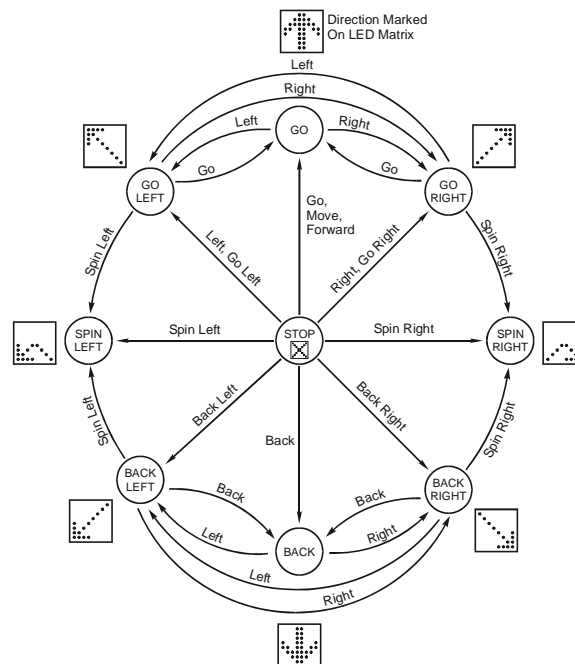 Direction Marked
On LED Matrix
Left
Right
Left
GO
Right
Go
Go
GO
LEFT
GO
RIGHT
Go,
Move,
Forward
Spin Left
Left, Go Left
Right, Go Right
Spin Right
SPIN
LEFT
Spin Left
STOP
Spin Right
SPIN
RIGHT
Spin Left
Back Left
Back
Back Right
Spin Right
BACK
LEFT
BACK
RIGHT
Back
Back
Left
BACK
Right
Left
Right